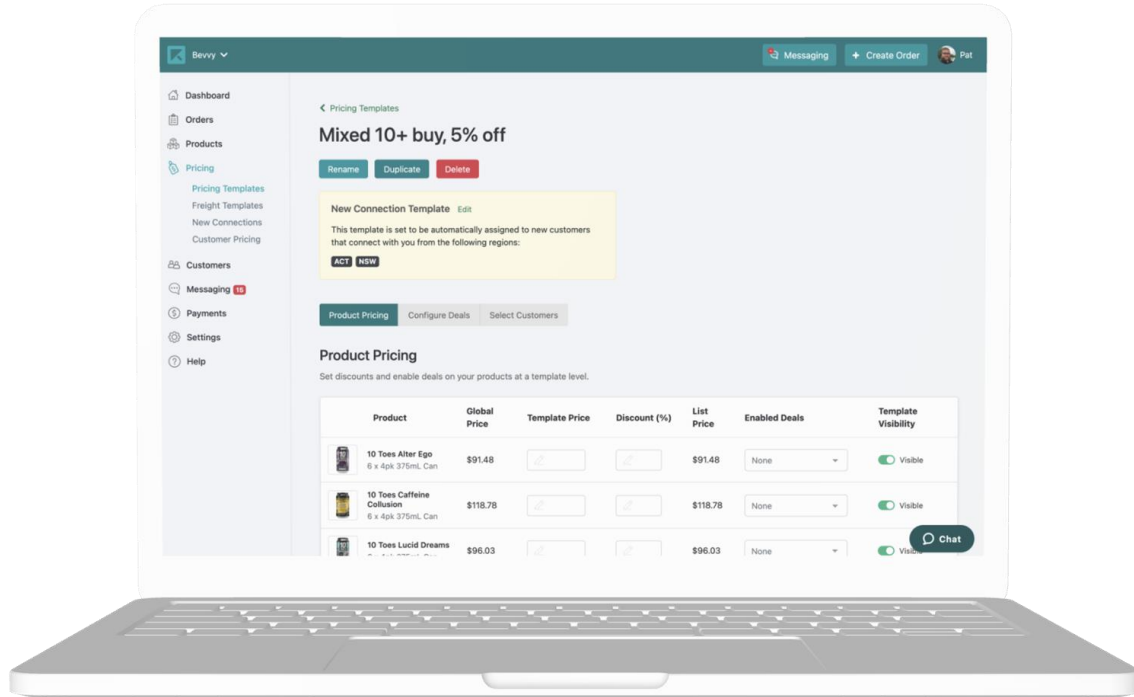 Bevvy
Messaging
+ Create Order
Pat
Dashboard
Orders
Products
Pricing
Pricing Templates
Freight Templates
New Connections
Customer Pricing
Customers
Messaging 15
Payments
Settings
Help
Pricing Templates
Mixed 10+ buy, 5% off
Rename Duplicate Delete
New Connection Template Edit
This template is set to be automatically assigned to new customers
that connect with you from the following regions:
ACT NSW
Product Pricing Configure Deals Select Customers
Product Pricing
Set discounts and enable deals on your products at a template level.
Product Global Price Template Price Discount (%) List Price Enabled Deals Template Visibility
10 Toes Alter Ego
6 x 4pk 375mL Can
$91.48 $91.48 None Visible
10 Toes Caffeine
Collusion
6 x 4pk 375mL Can
$118.78 $118.78 None Visible
10 Toes Lucid Dreams
$96.03 $96.03 None
Chat